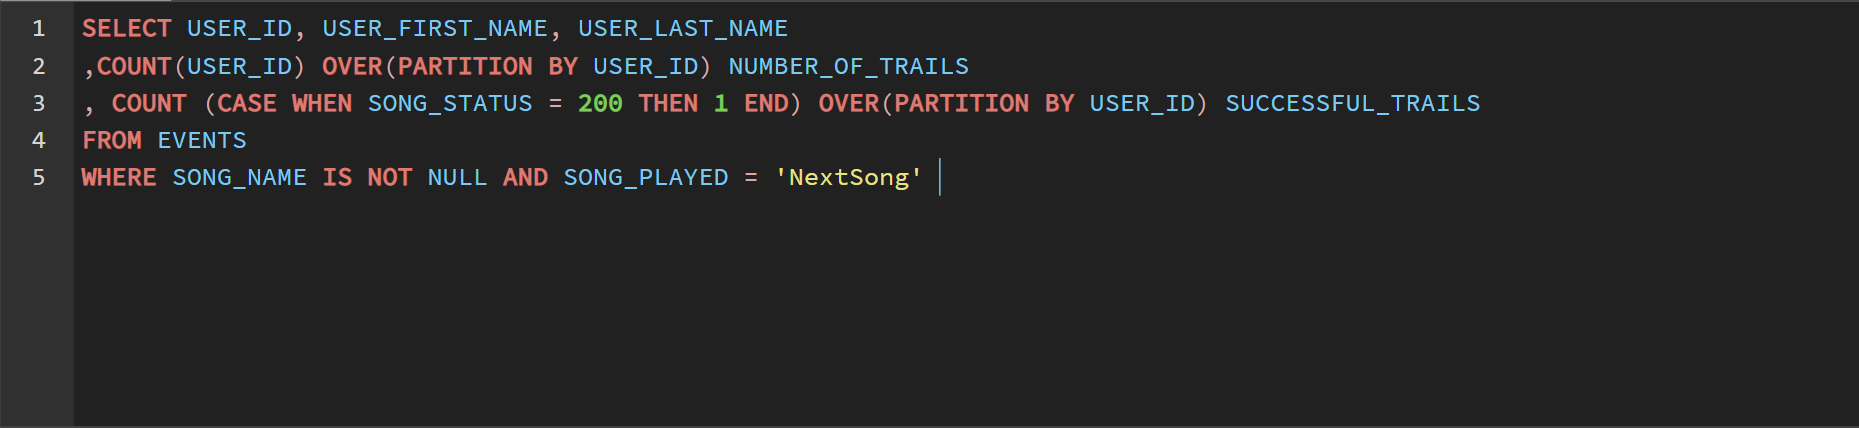 1 SELECT USER_ID, USER_FIRST_NAME, USER_LAST_NAME
2 ,COUNT(USER_ID) OVER(PARTITION BY USER_ID) NUMBER_OF_TRAILS
3 , COUNT (CASE WHEN SONG_STATUS = 200 THEN 1 END) OVER(PARTITION BY USER_ID) SUCCESSFUL_TRAILS
4 FROM EVENTS
5 WHERE SONG_NAME IS NOT NULL AND SONG_PLAYED = 'NextSong'